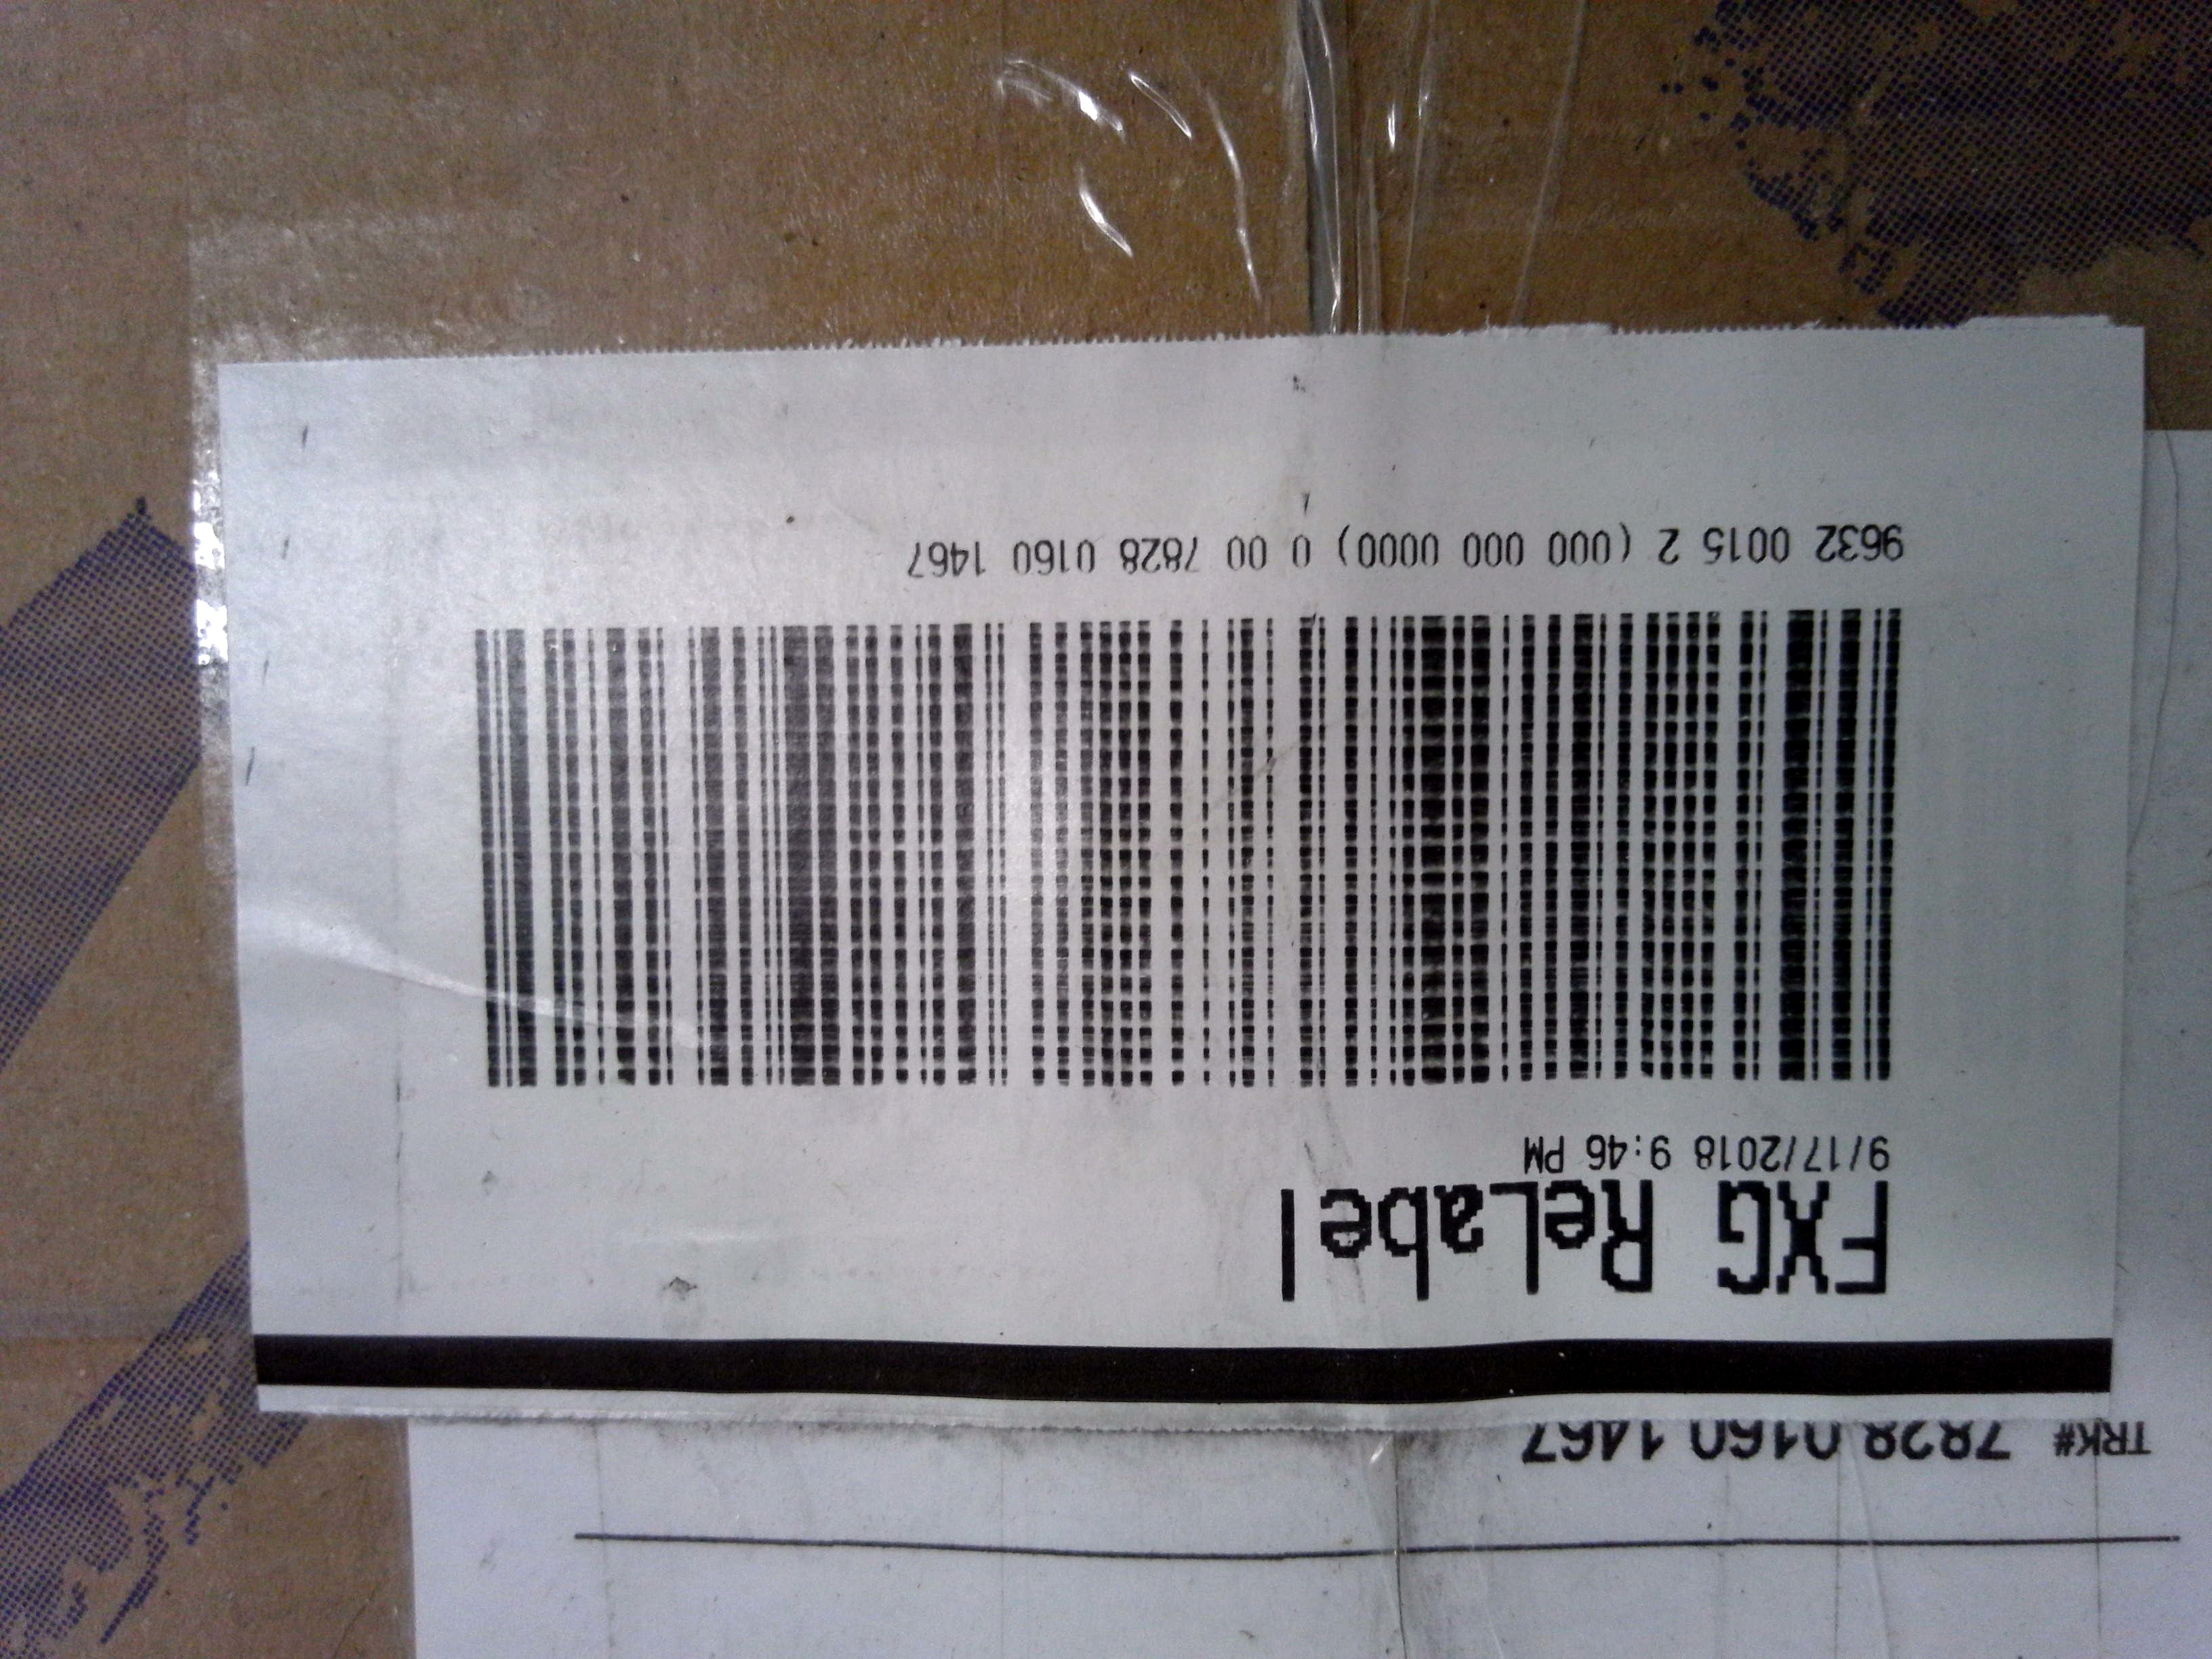 TRK# 7828 0160 1467
FXG ReLabel
9/17/2018 9:46 PM
9632 0015 2 (000 000 0000) 0 00 7828 0160 1467